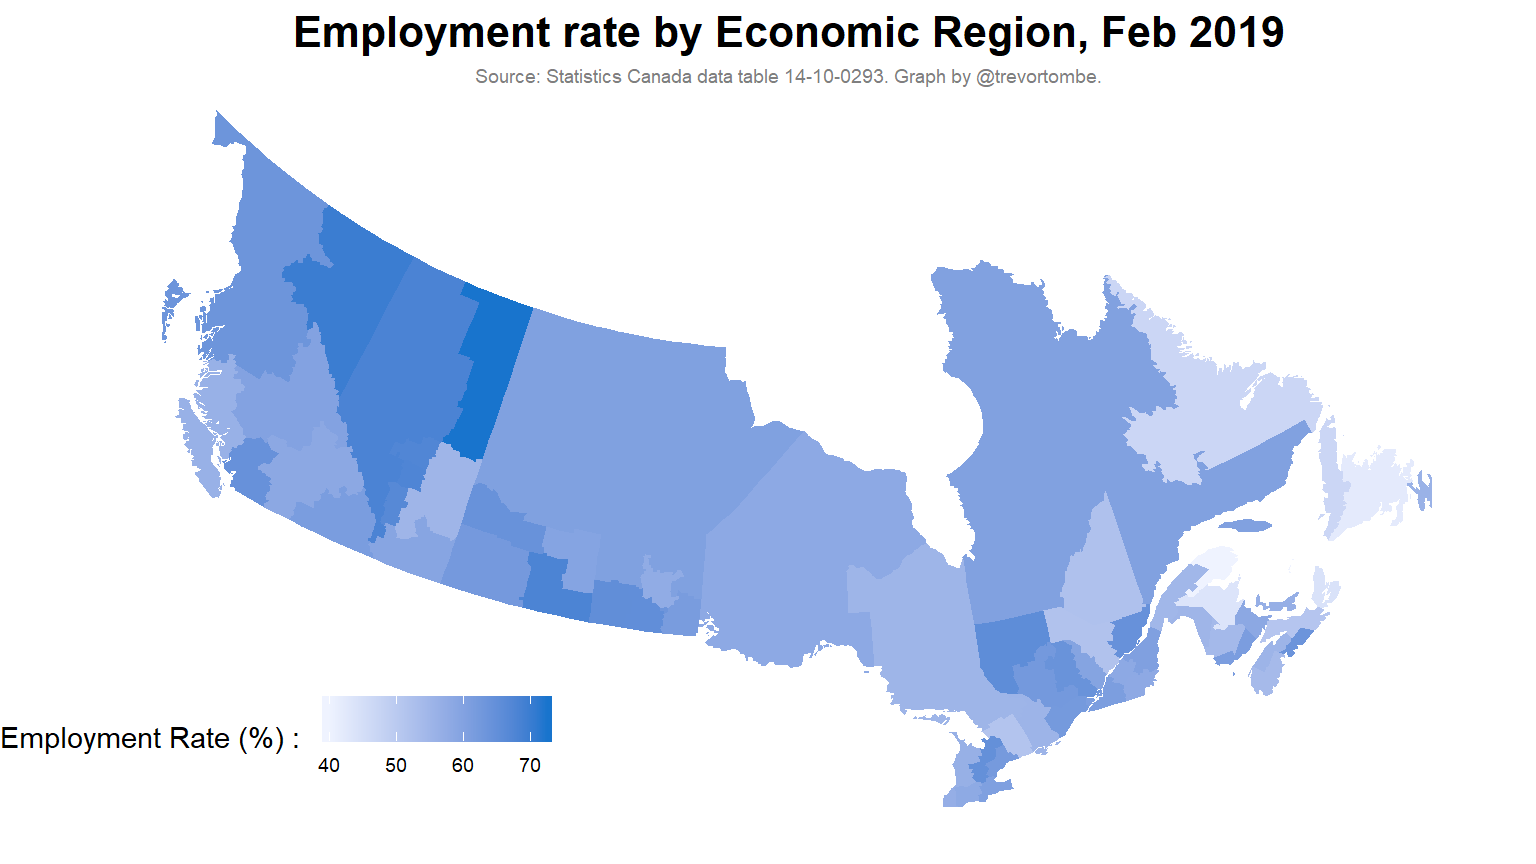 Employment rate by Economic Region, Feb 2019
Source: Statistics Canada data table 14-10-0293. Graph by @trevortombe.
Employment Rate (%) :
40 50 60 70